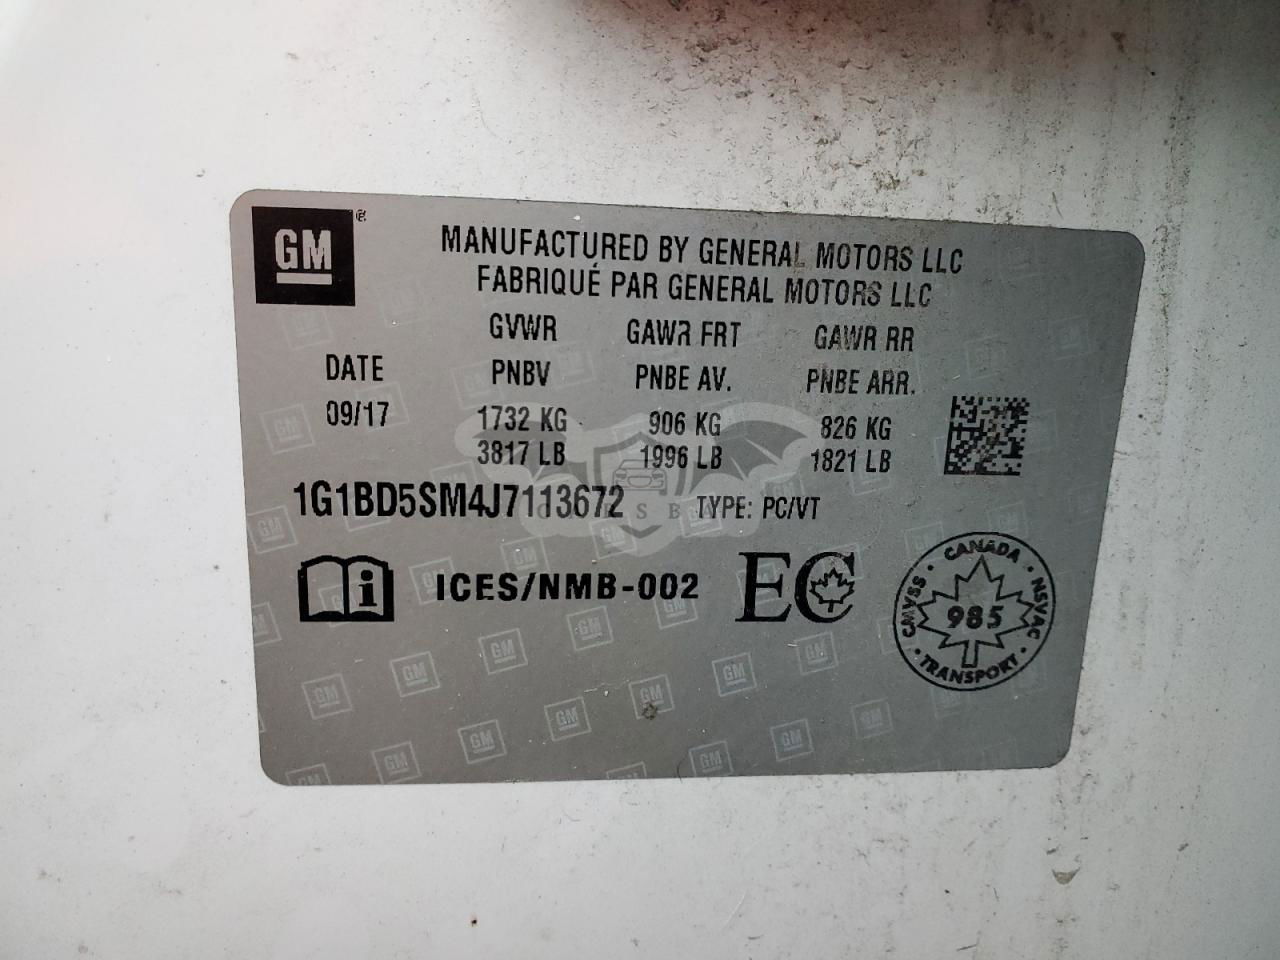 GM
MANUFACTURED BY GENERAL MOTORS LLC
FABRIQUÉ PAR GENERAL MOTORS LLC
GVWR GAWR FRT GAWR RR
DATE PNBV PNBE AV. PNBE ARR.
09/17 1732 KG 906 KG 826 KG
3817 LB 1996 LB 1821 LB
1G1BD5SM4J7113672 TYPE: PC/VT
i ICES/NMB-002 EC
CANADA
CMVSS 985 NSVAC
TRANSPORT